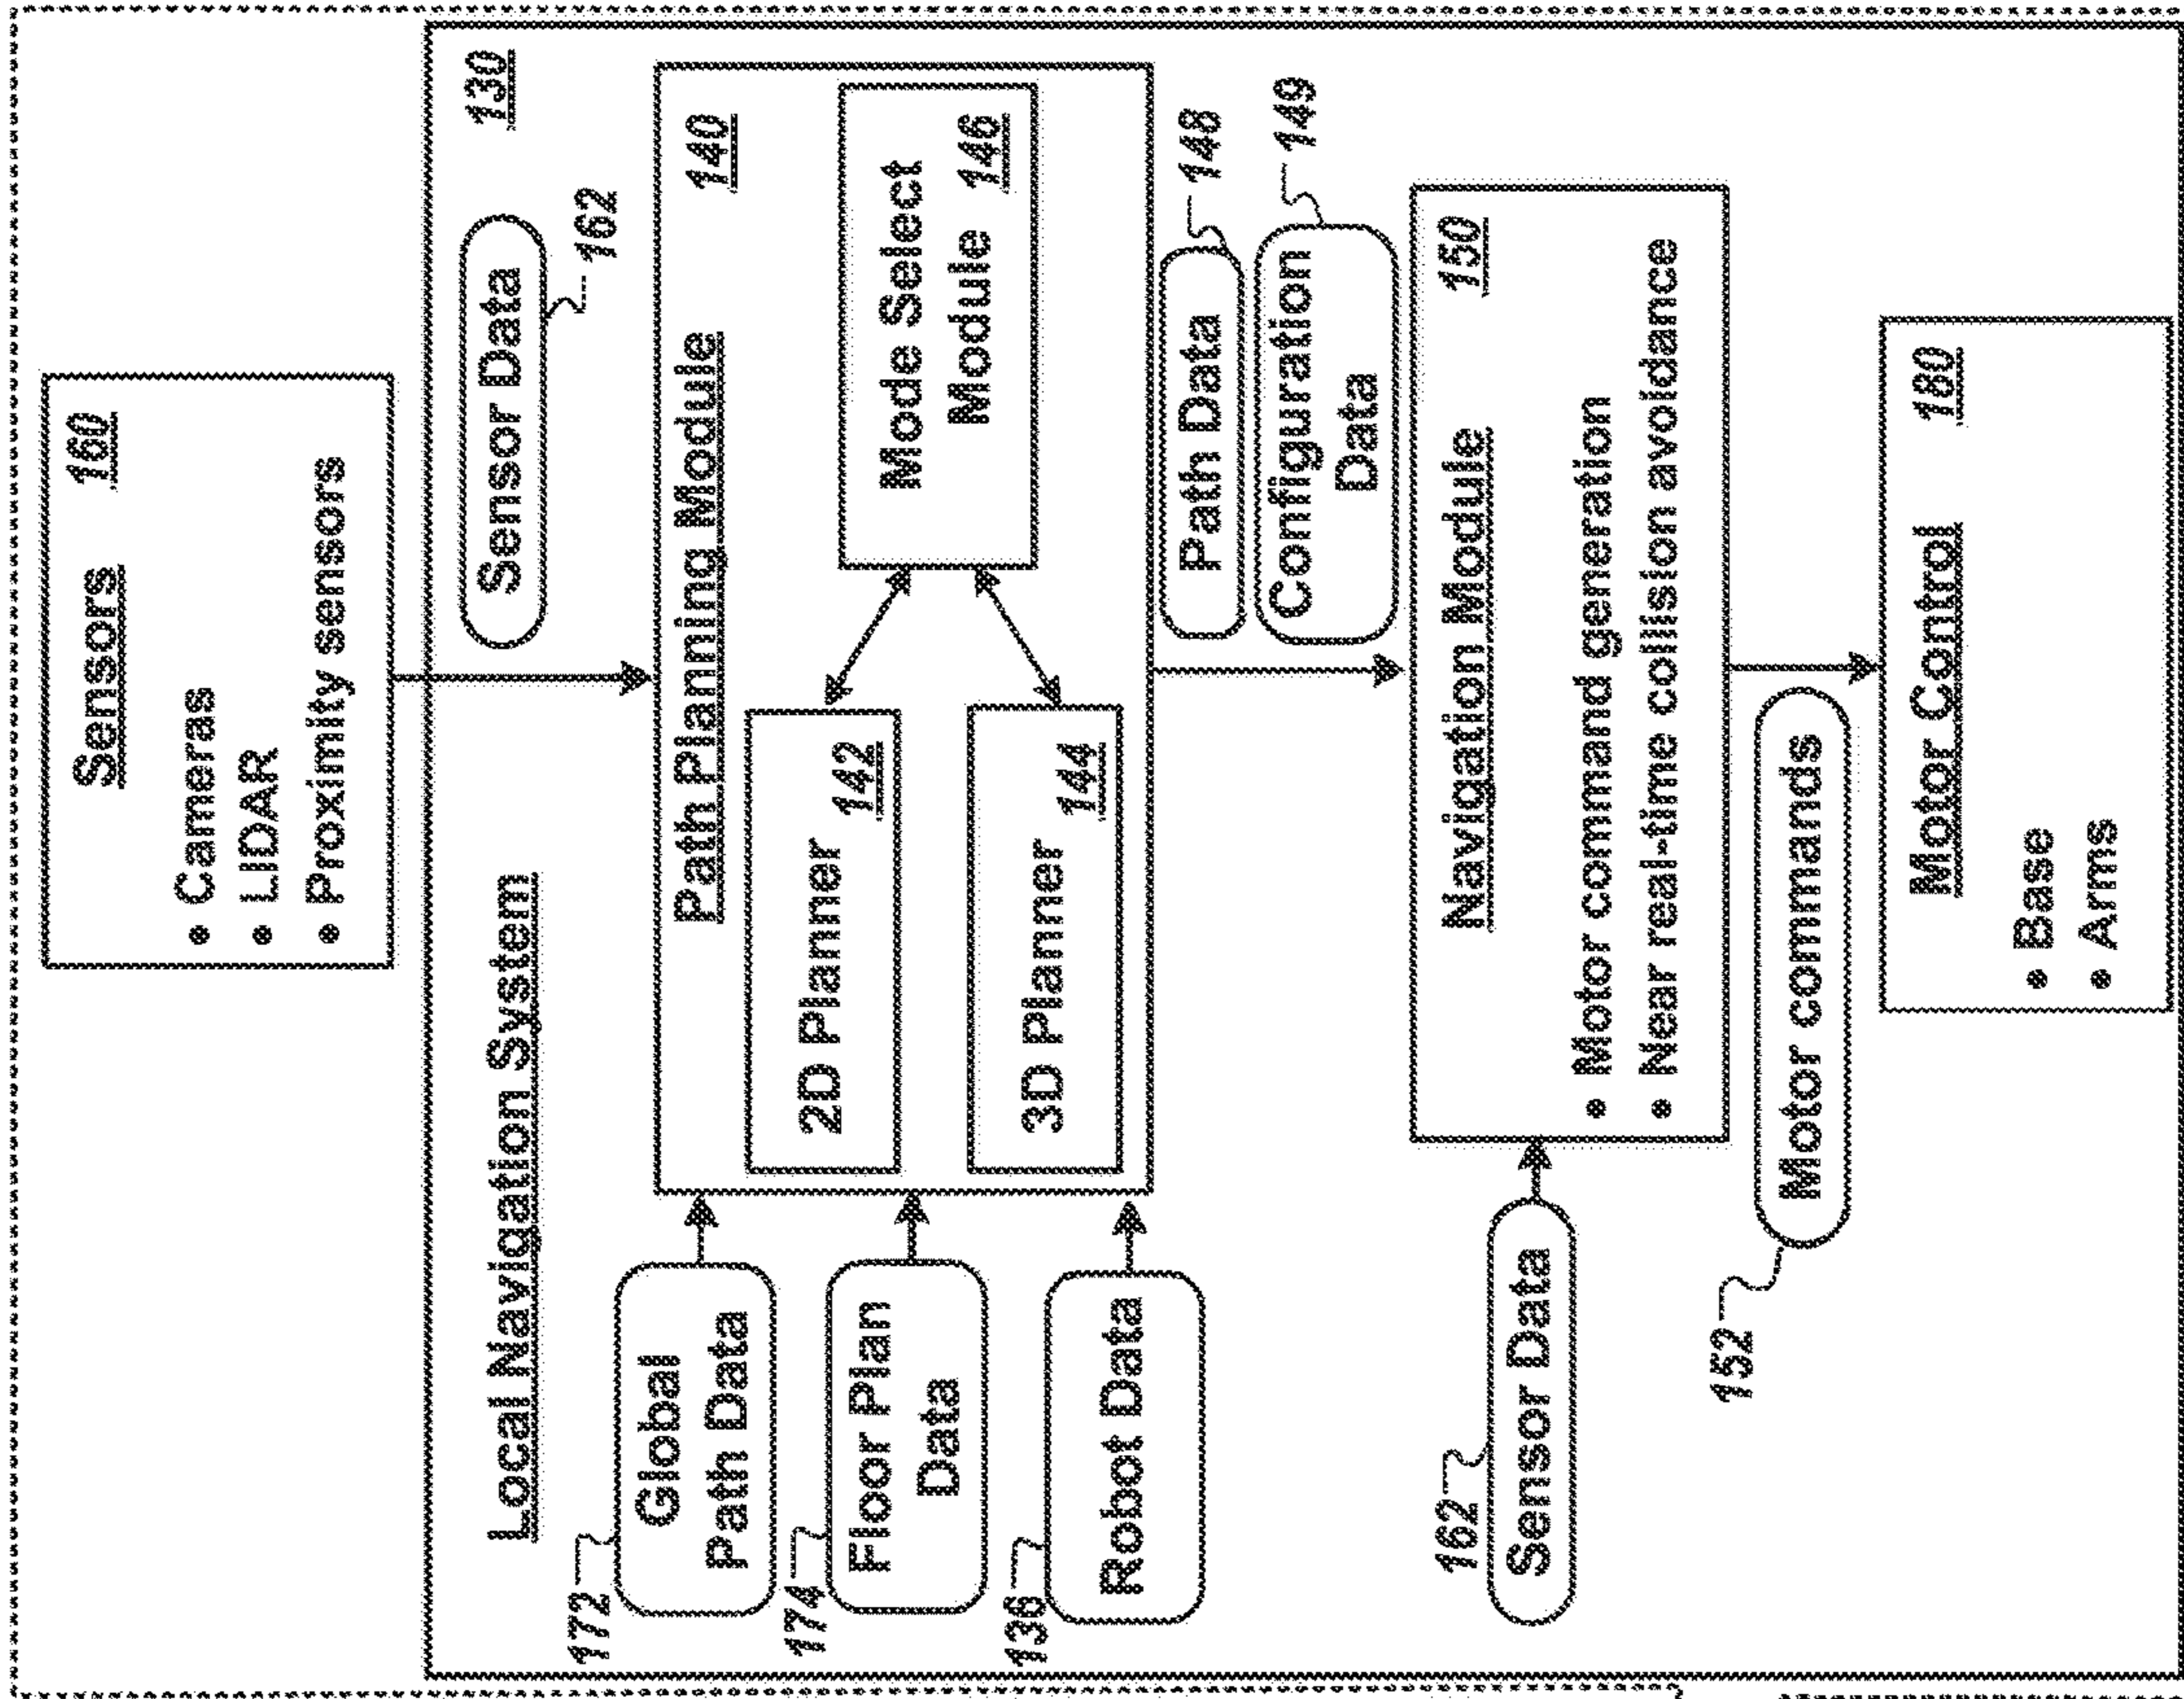 Sensors 160
• Cameras
• LIDAR
• Proximity sensors
Local Navigation System 130
Sensor Data
162
Path Planning Module 140
172
Global
Path Data
174
Floor Plan
Data
136
Robot Data
2D Planner
142
3D Planner
144
Mode Select
Module 146
Path Data
148
Configuration
Data
149
162
Sensor Data
Navigation Module 150
• Motor command generation
• Near real-time collision avoidance
152
Motor commands
Motor Control 180
• Base
• Arms